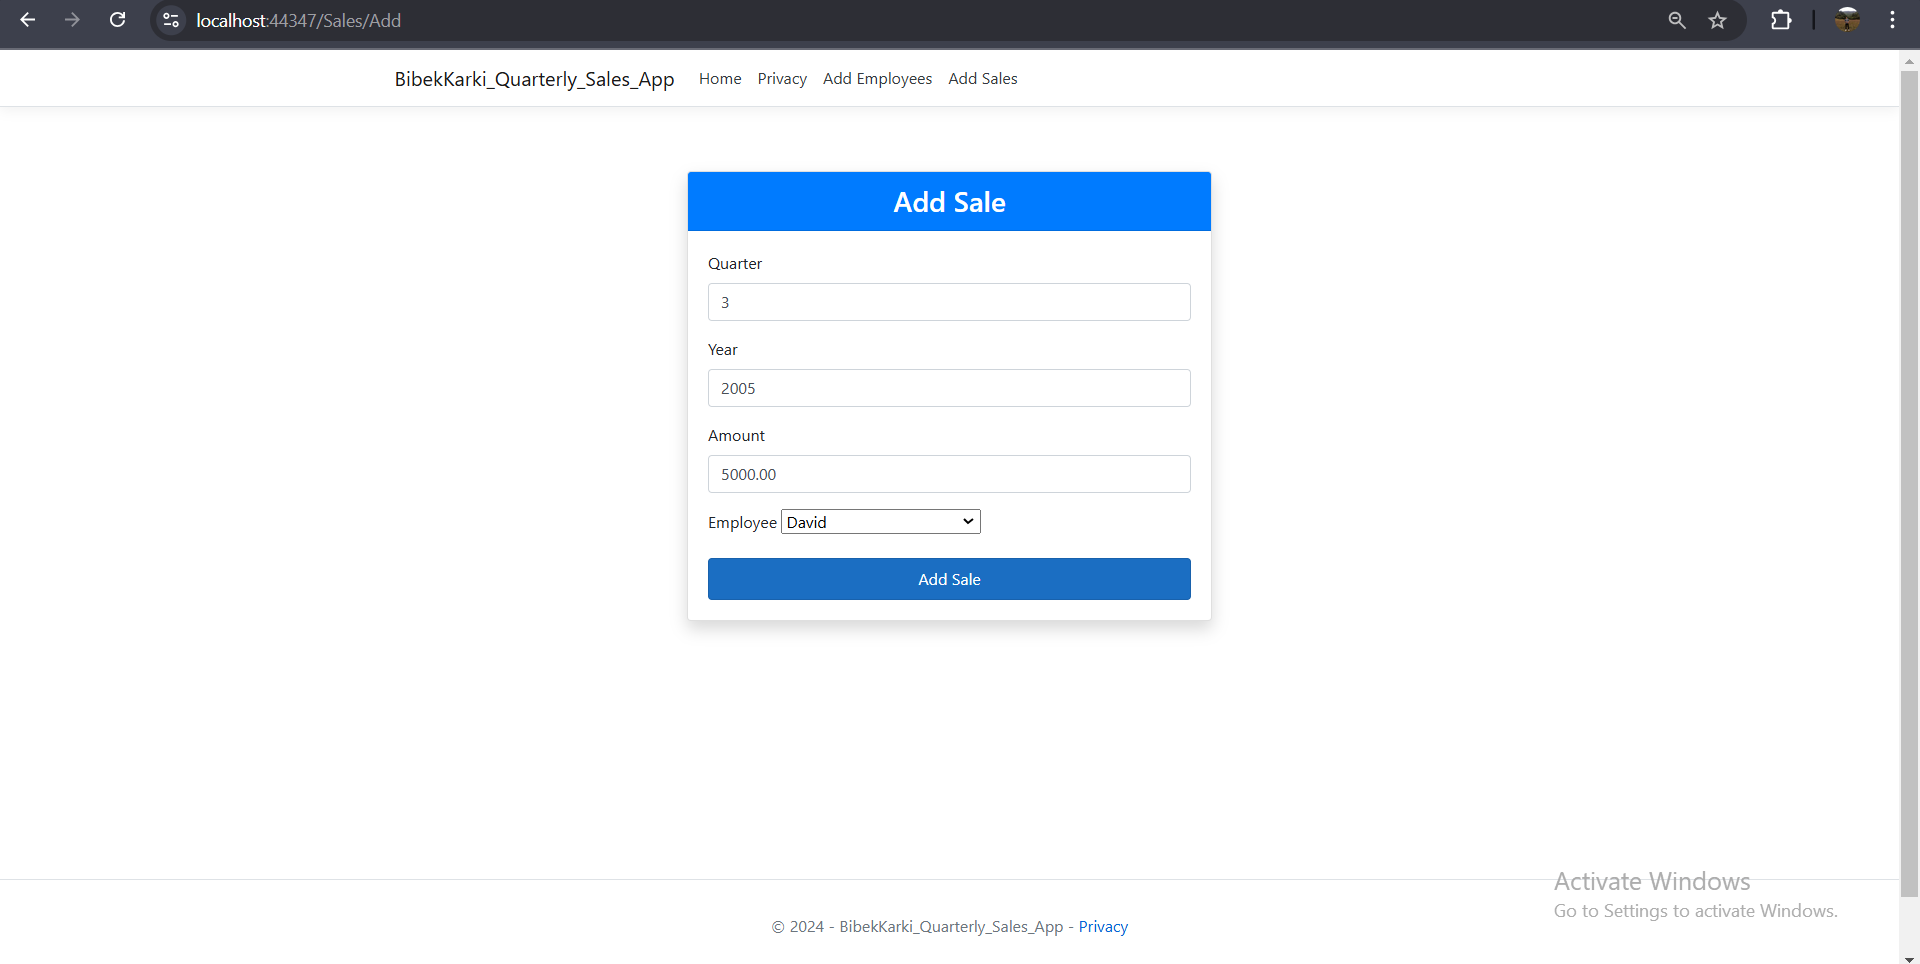 localhost:44347/Sales/Add
BibekKarki_Quarterly_Sales_App Home Privacy Add Employees Add Sales
Add Sale
Quarter
3
Year
2005
Amount
5000.00
Employee David
Add Sale
Activate Windows
Go to Settings to activate Windows.
© 2024 - BibekKarki_Quarterly_Sales_App - Privacy